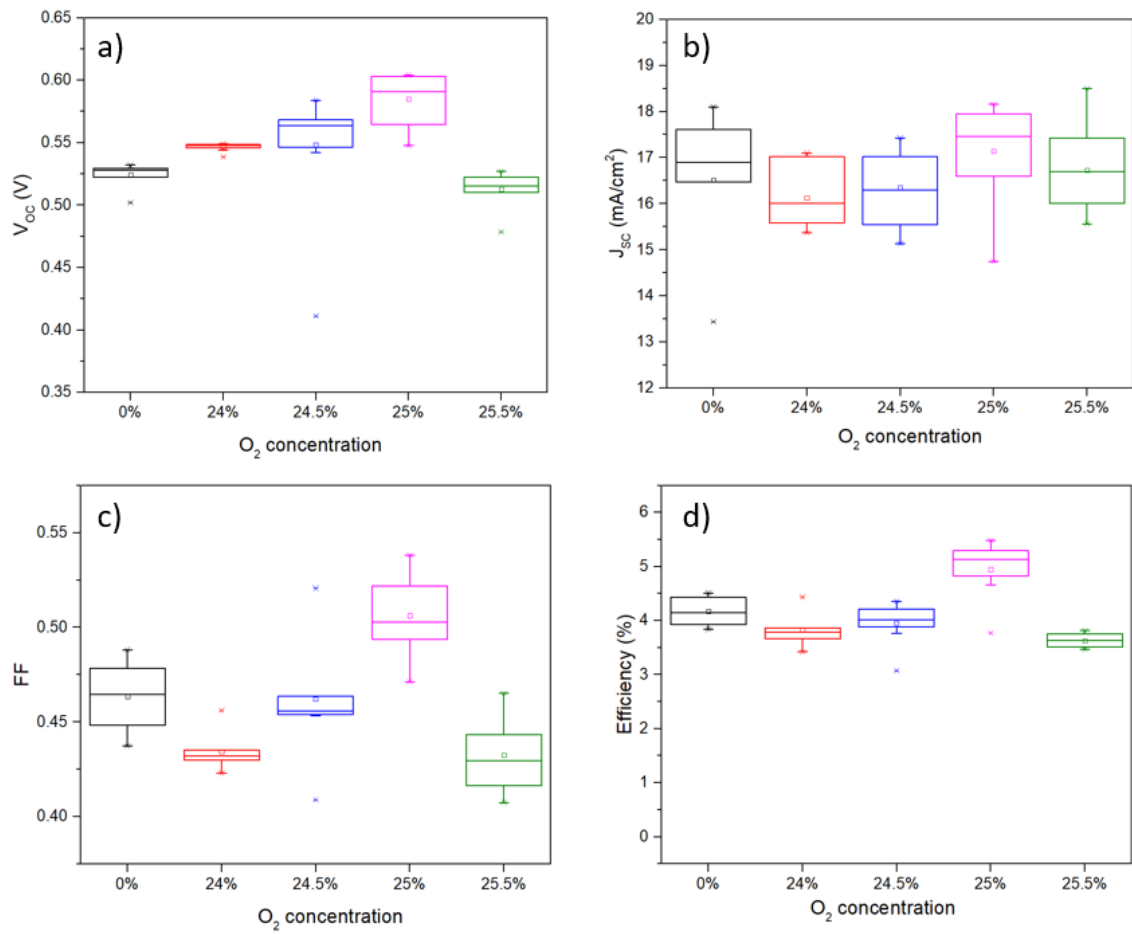 a)
0.65
0.60
0.55
0.50
0.45
0.40
0.35
V_OC (V)
0% 24% 24.5% 25% 25.5%
O₂ concentration
b)
20
19
18
17
16
15
14
13
12
J_SC (mA/cm²)
0% 24% 24.5% 25% 25.5%
O₂ concentration
c)
0.55
0.50
0.45
0.40
FF
0% 24% 24.5% 25% 25.5%
O₂ concentration
d)
6
5
4
3
2
1
0
Efficiency (%)
0% 24% 24.5% 25% 25.5%
O₂ concentration